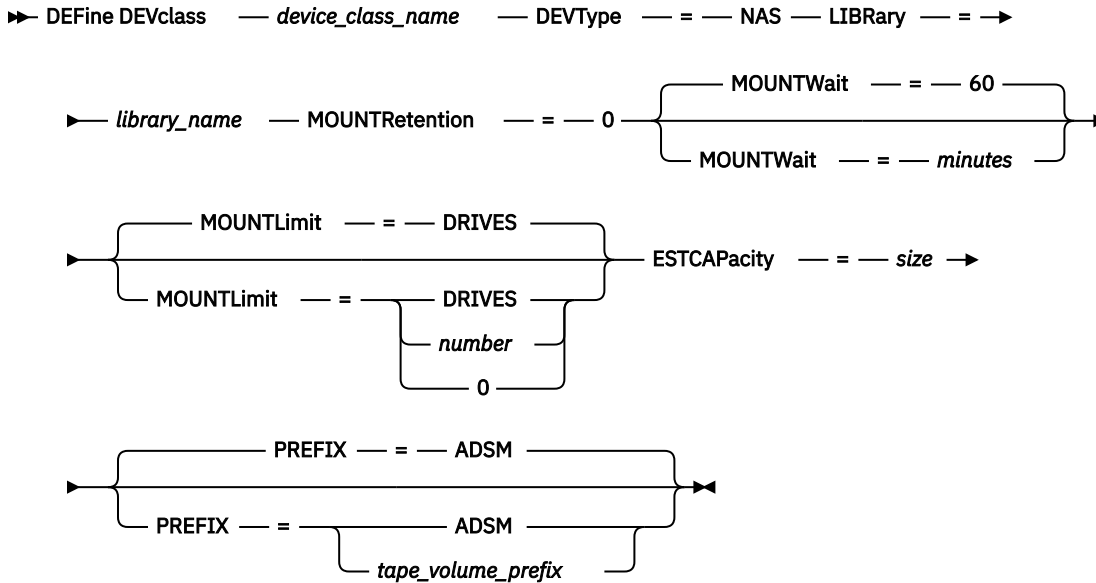 DEFine DEVclass device_class_name DEVType = NAS LIBRary =
library_name MOUNTRetention = 0
MOUNTWait = 60
MOUNTWait = minutes
MOUNTLimit = DRIVES
MOUNTLimit = DRIVES
number
0
ESTCAPacity = size
PREFIX = ADSM
PREFIX = ADSM
tape_volume_prefix